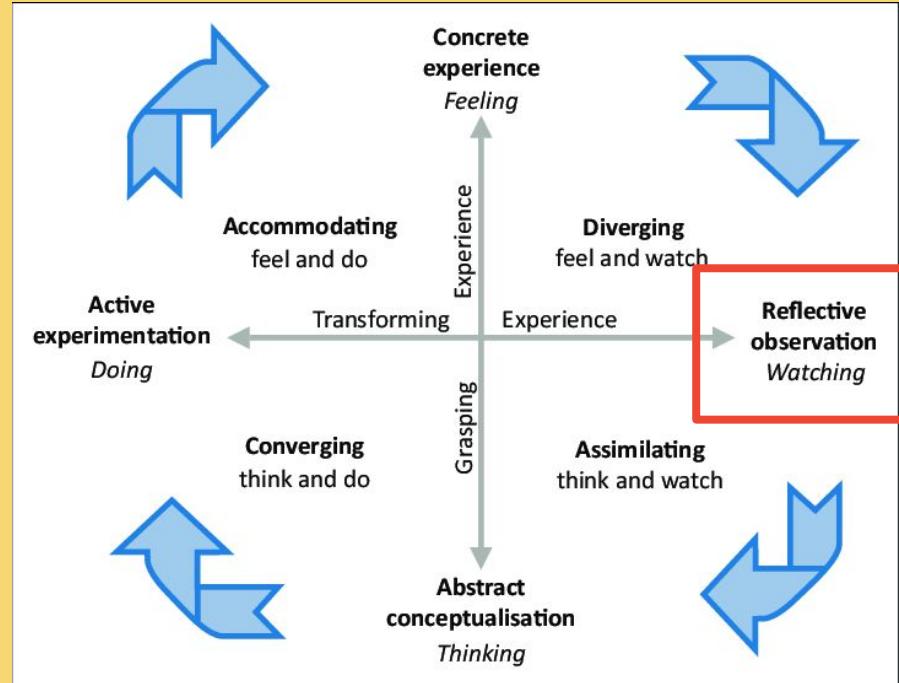 Concrete
experience
Feeling
Accommodating
feel and do
Experience
Diverging
feel and watch
Active
experimentation
Doing
Transforming
Experience
Reflective
observation
Watching
Converging
think and do
Grasping
Assimilating
think and watch
Abstract
conceptualisation
Thinking